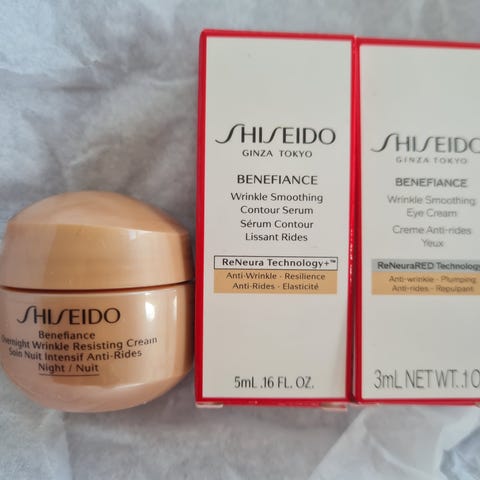 SHISEIDO
Benefiance
Overnight Wrinkle Resisting Cream
Soin Nuit Intensif Anti-Rides
Night / Nuit
SHISEIDO
GINZA TOKYO
BENEFIANCE
Wrinkle Smoothing
Contour Serum
Sérum Contour
Lissant Rides
ReNeura Technology+™
Anti-Wrinkle · Resilience
Anti-Rides · Elasticité
5mL .16 FL. OZ.
SHISEIDO
GINZA TOKYO
BENEFIANCE
Wrinkle Smoothing
Eye Cream
Creme Anti-rides
Yeux
ReNeuraRED Technology
Anti-wrinkle · Plumping
Anti-rides · Repulpant
3mL NET WT.